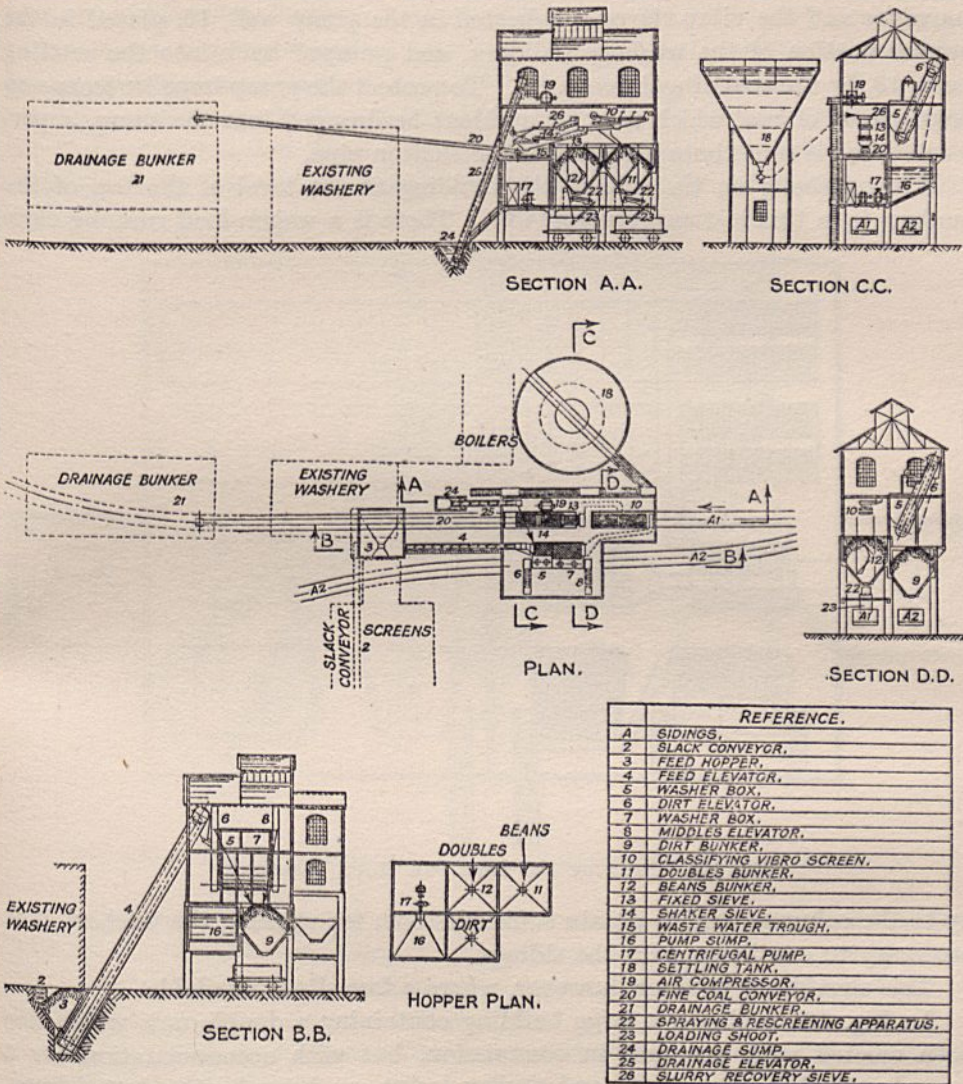 19
26
10
DRAINAGE BUNKER
21
EXISTING
WASHERY
20
14
13
15
25
12
11
17
22
22
23
23
24
SECTION A.A.
18
6
19
26
5
13
14
20
17
16
A1
A2
SECTION C.C.
C
18
BOILERS
DRAINAGE BUNKER
21
EXISTING
WASHERY
A
D
A
24
25
19
13
10
20
14
A1
B
3
4
A2
B
A2
6
5
7
8
C
D
SLACK
CONVEYOR
SCREENS
2
PLAN.
6
5
10
12
9
22
23
A1
A2
SECTION D.D.
6
8
5
7
4
EXISTING
WASHERY
16
9
2
3
SECTION B.B.
BEANS
DOUBLES
17
12
11
16
DIRT
HOPPER PLAN.
REFERENCE.
A SIDINGS.
2 SLACK CONVEYOR.
3 FEED HOPPER.
4 FEED ELEVATOR.
5 WASHER BOX.
6 DIRT ELEVATOR.
7 WASHER BOX.
8 MIDDLES ELEVATOR.
9 DIRT BUNKER.
10 CLASSIFYING VIBRO SCREEN.
11 DOUBLES BUNKER.
12 BEANS BUNKER.
13 FIXED SIEVE.
14 SHAKER SIEVE.
15 WASTE WATER TROUGH.
16 PUMP SUMP.
17 CENTRIFUGAL PUMP.
18 SETTLING TANK.
19 AIR COMPRESSOR.
20 FINE COAL CONVEYOR.
21 DRAINAGE BUNKER.
22 SPRAYING & RESCREENING APPARATUS.
23 LOADING SHOOT.
24 DRAINAGE SUMP.
25 DRAINAGE ELEVATOR.
26 SLURRY RECOVERY SIEVE.